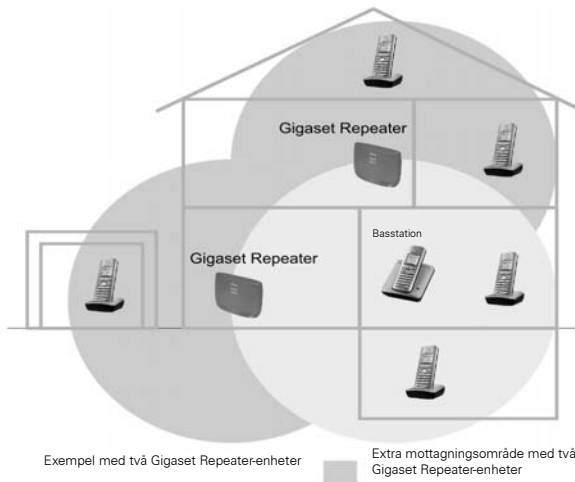 Gigaset Repeater
Basstation
Gigaset Repeater
Exempel med två Gigaset Repeater-enheter
Extra mottagningsområde med två
Gigaset Repeater-enheter